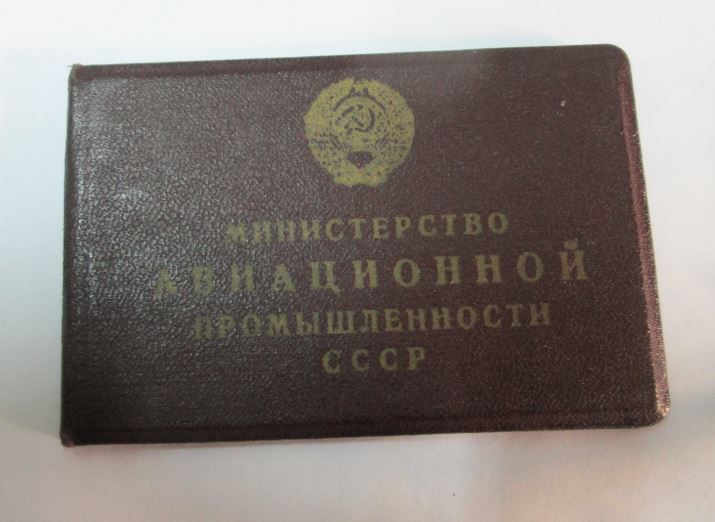 МИНИСТЕРСТВО
АВИАЦИОННОЙ
ПРОМЫШЛЕННОСТИ
СССР